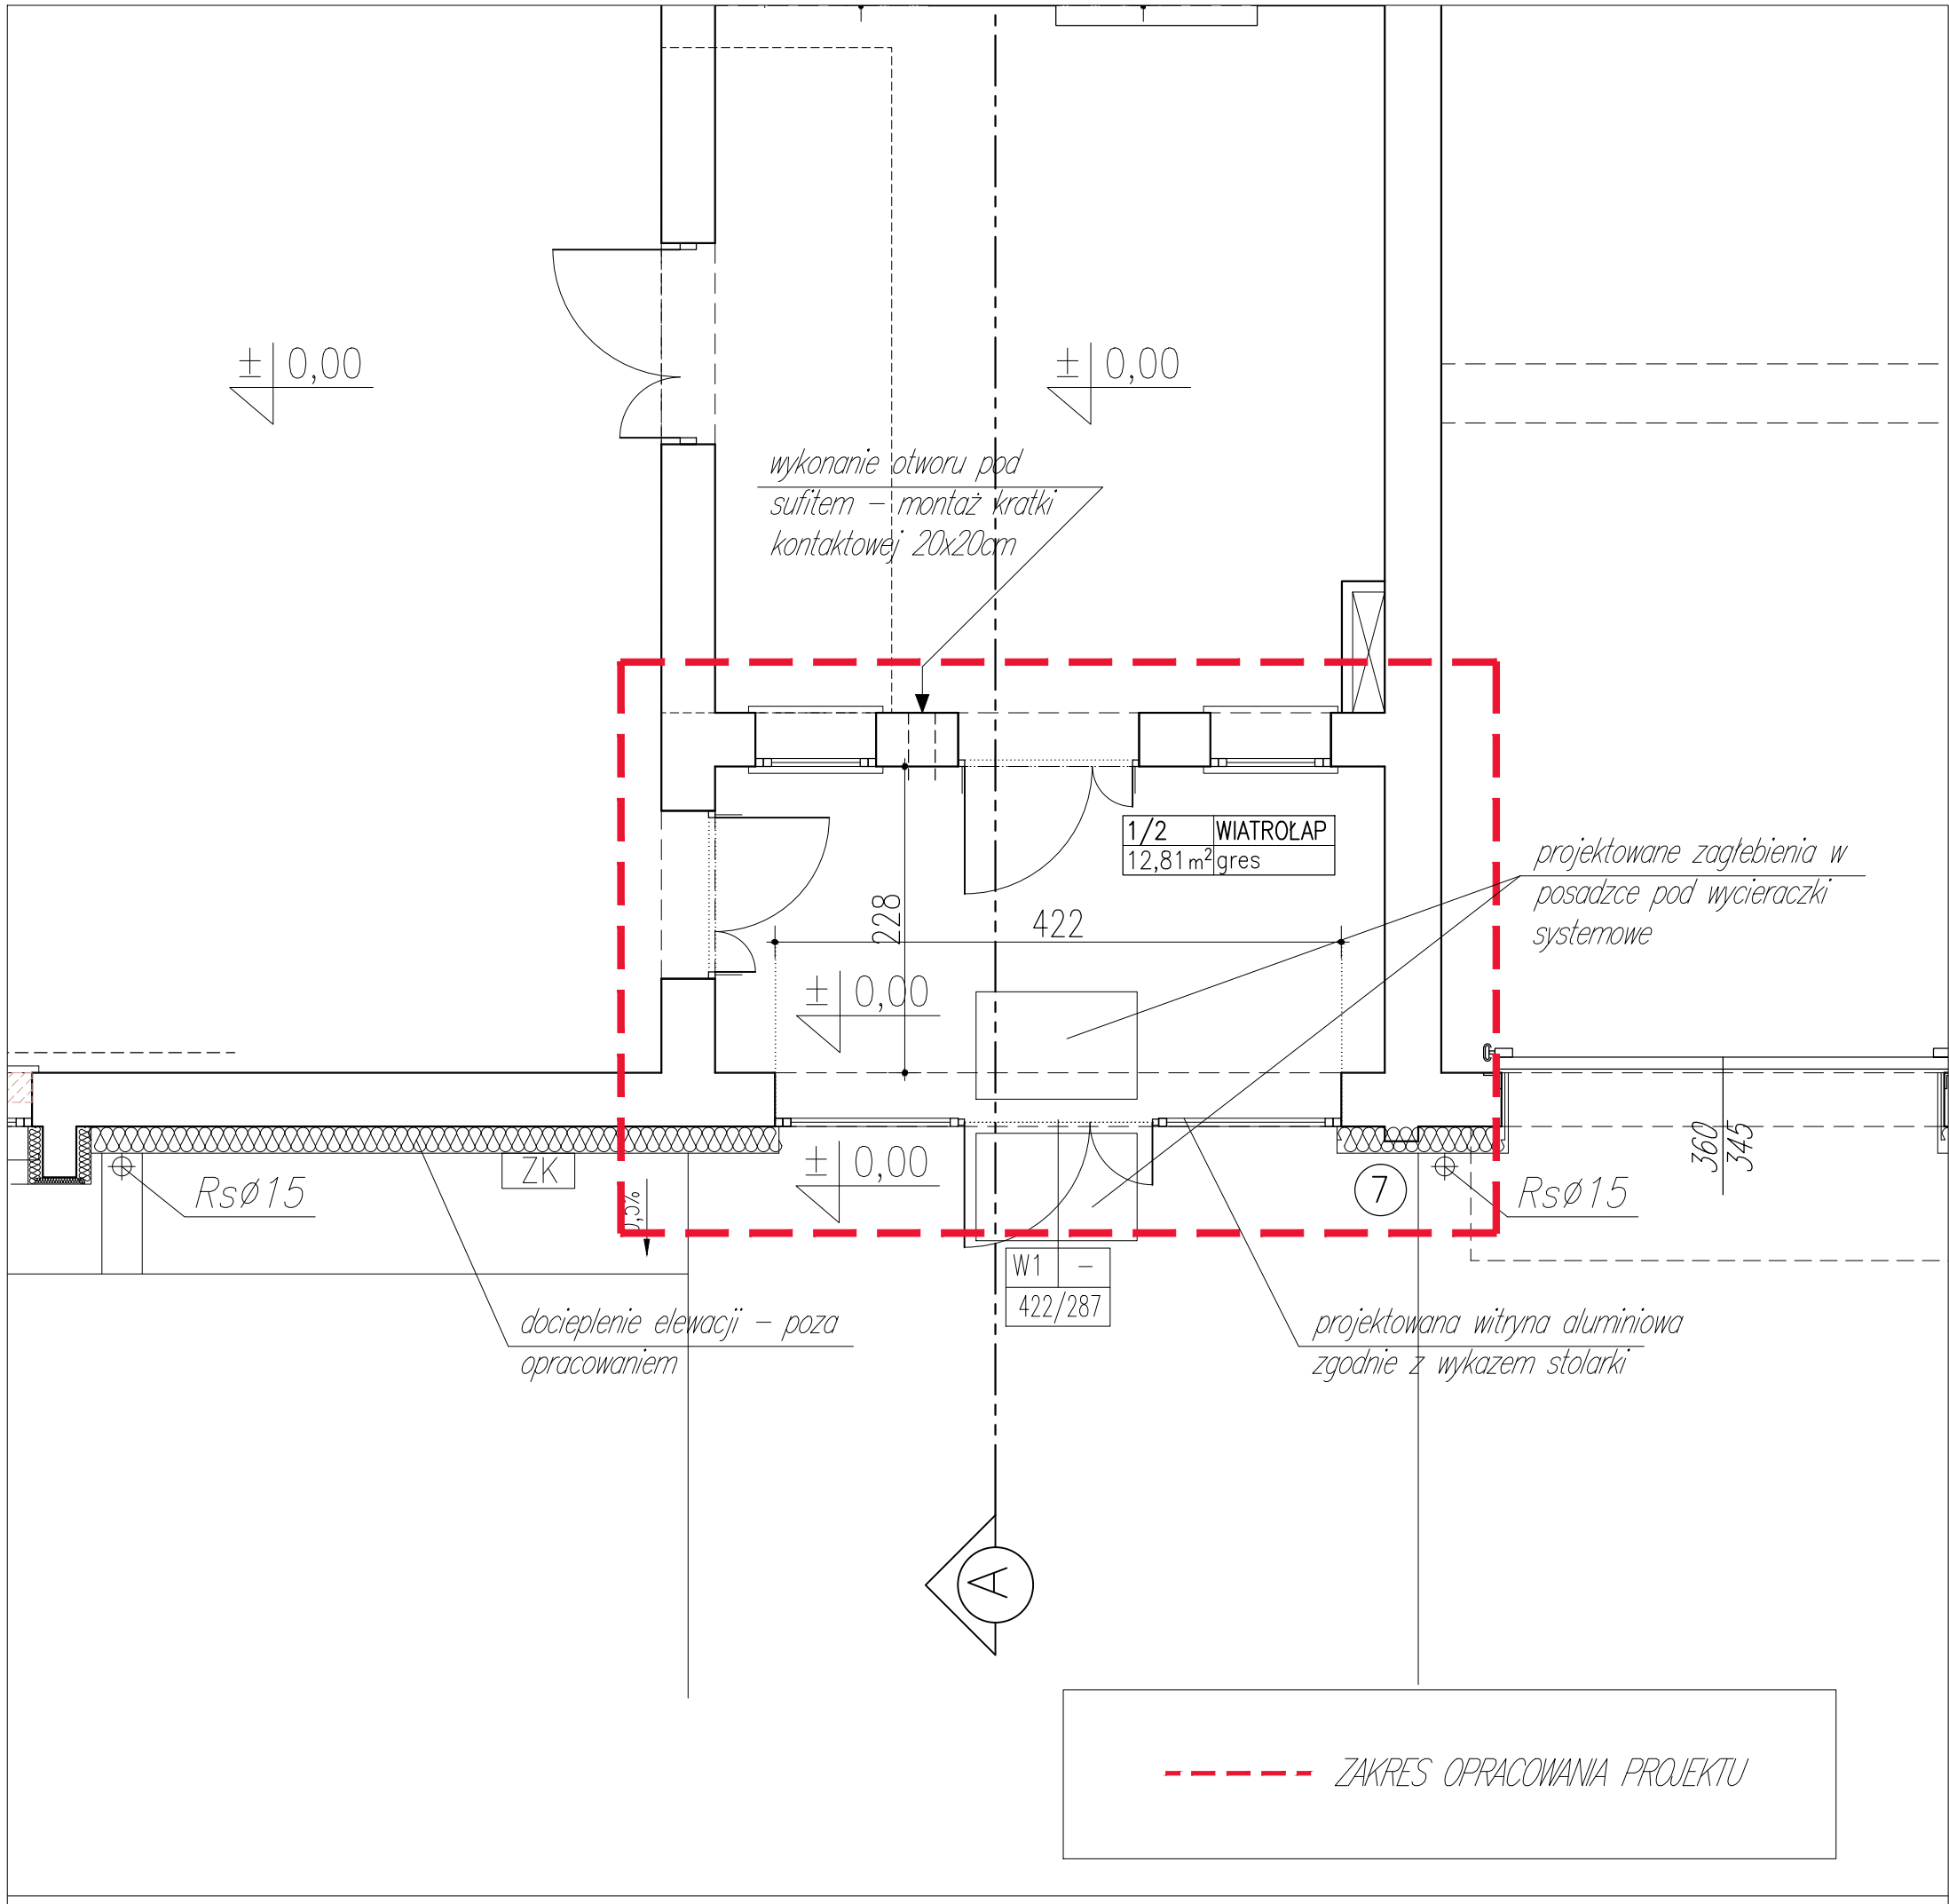 ± 0,00
± 0,00
wykonanie otworu pod
sufitem – montaż kratki
kontaktowej 20x20cm
1/2 WIATROŁAP
12,81m² gres
projektowane zagłebienia w
posadzce pod wycieraczki
systemowe
228
422
± 0,00
± 0,00
360
345
ZK
RsØ15
7
RsØ15
W1 –
422/287
docieplenie elewacji – poza
opracowaniem
projektowana witryna aluminiowa
zgodnie z wykazem stolarki
A
ZAKRES OPRACOWANIA PROJEKTU